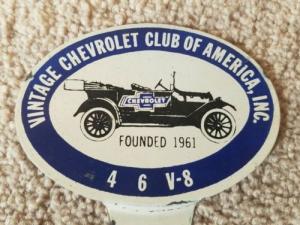 VINTAGE CHEVROLET CLUB OF AMERICA, INC.
CHEVROLET
FOUNDED 1961
4 6 V-8